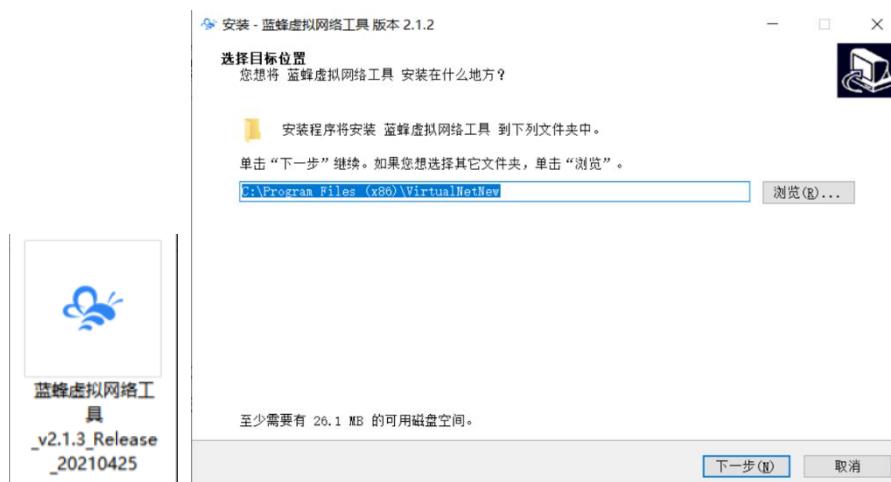 安装 - 蓝蜂虚拟网络工具 版本 2.1.2
选择目标位置
您想将 蓝蜂虚拟网络工具 安装在什么地方？
安装程序将安装 蓝蜂虚拟网络工具 到下列文件夹中。
单击“下一步”继续。如果您想选择其它文件夹，单击“浏览”。
C:\Program Files (x86)\VirtualNetNew
浏览(R)...
至少需要有 26.1 MB 的可用磁盘空间。
下一步(N)
取消
蓝蜂虚拟网络工
具
_v2.1.3_Release
_20210425